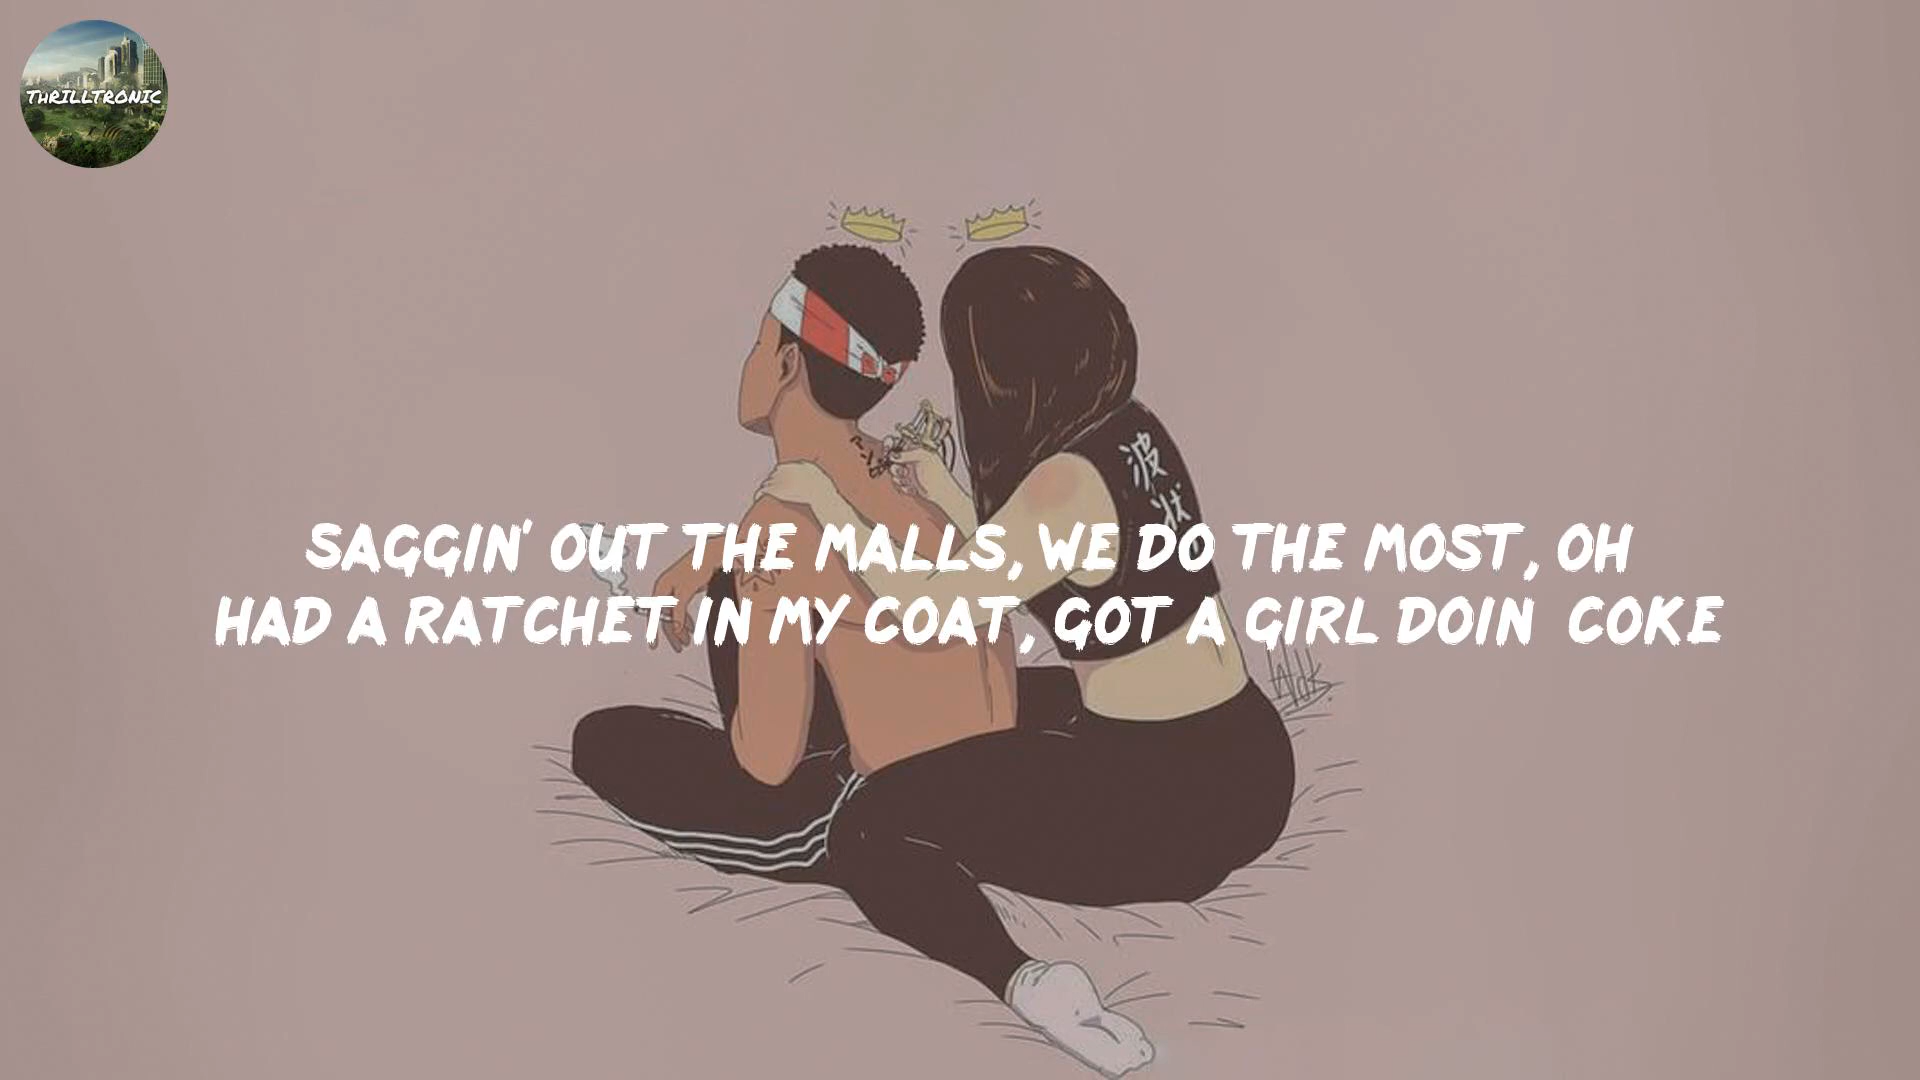 THRILLTRONIC
波
状
SAGGIN' OUT THE MALLS, WE DO THE MOST, OH
HAD A RATCHET IN MY COAT, GOT A GIRL DOIN COKE